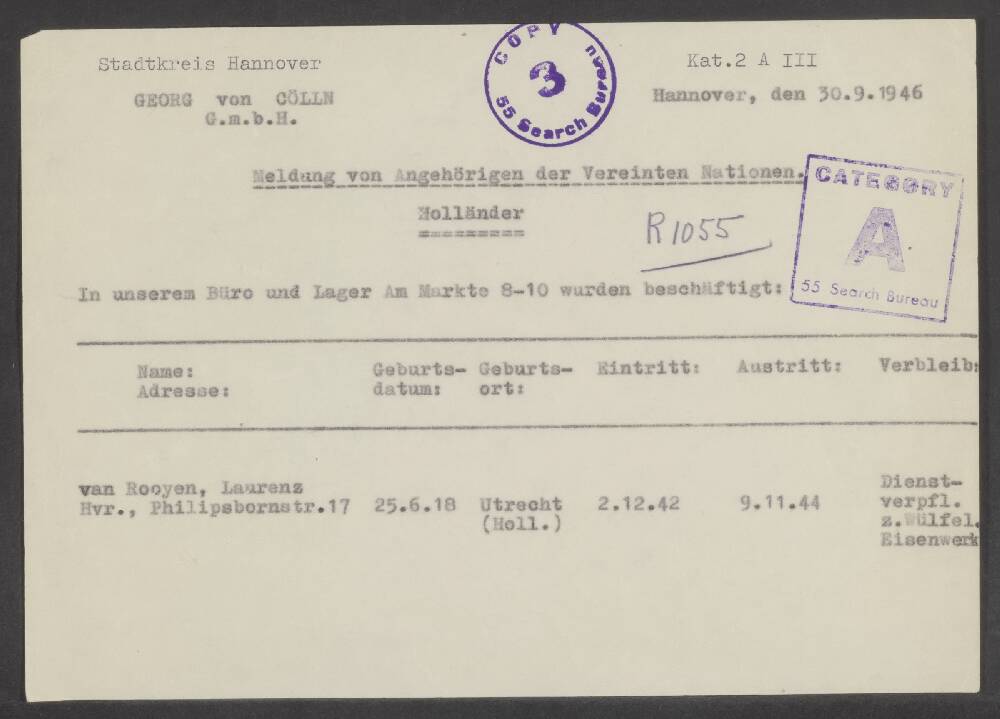 Stadtkreis Hannover
Kat.2 A III
GEORG von CÖLLN
G.m.b.H.
COPY
3
55 Search Bureau
Hannover, den 30.9.1946
Meldung von Angehörigen der Vereinten Nationen.
Holländer
=========
R 1055
CATEGORY
A
55 Search Bureau
In unserem Büro und Lager Am Markte 8-10 wurden beschäftigt:
Name: Geburts- Geburts- Eintritt: Austritt: Verbleib:
Adresse: datum: ort:
van Rooyen, Laurenz Dienst-
Hvr., Philipsbornstr.17 25.6.18 Utrecht 2.12.42 9.11.44 verpfl.
(Holl.) z.Wülfel.
Eisenwerk